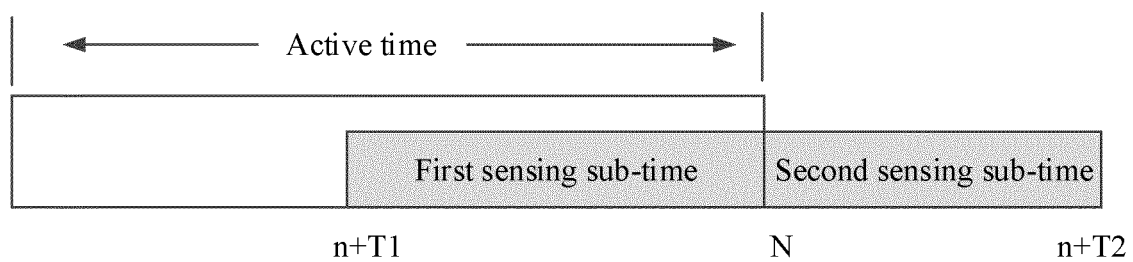 Active time
First sensing sub-time
Second sensing sub-time
n+T1
N
n+T2